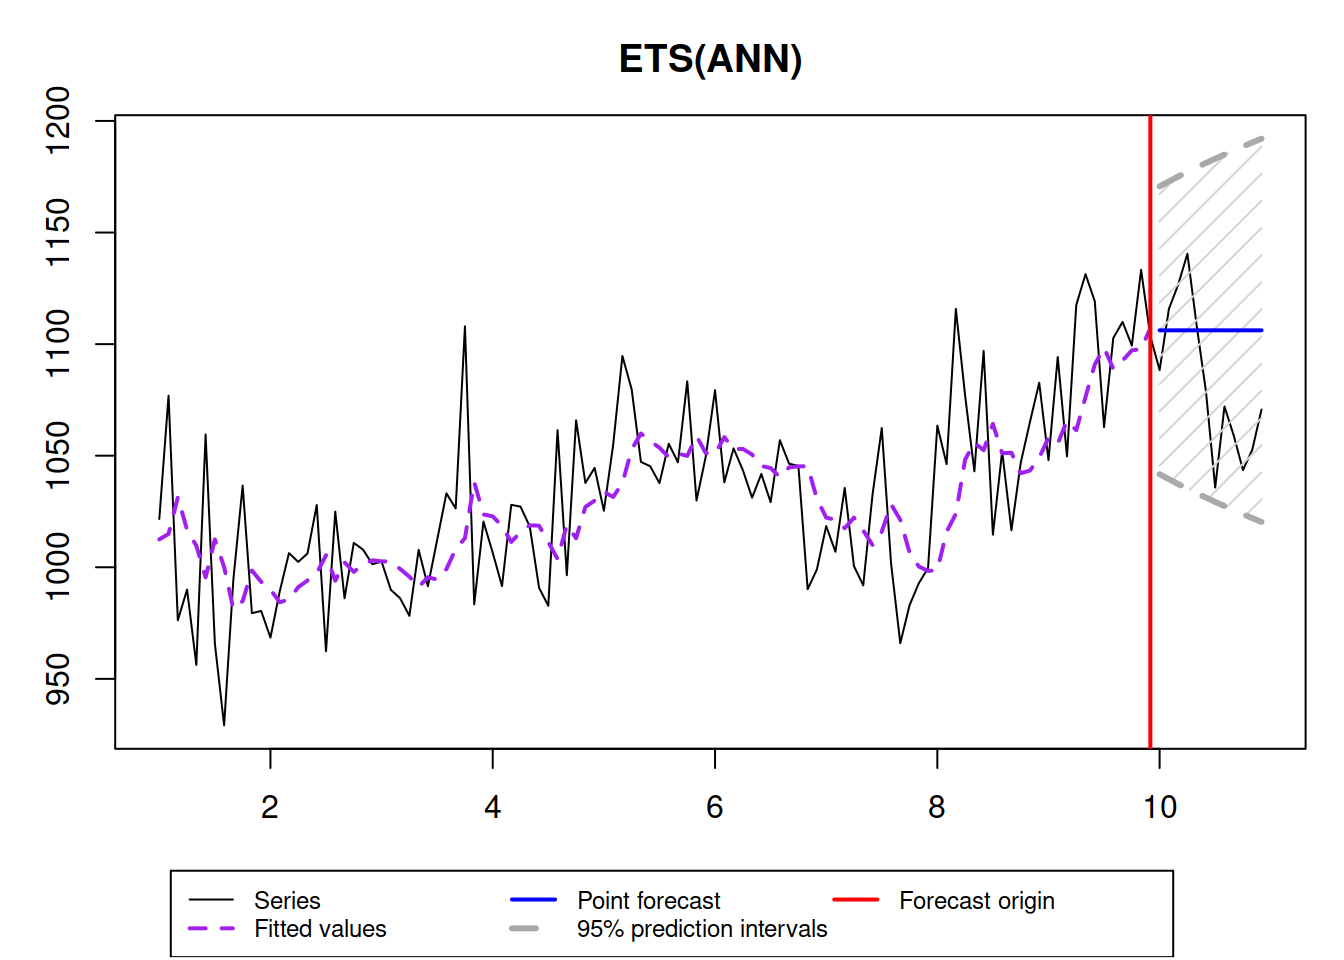 ETS(ANN)
1200
1150
1100
1050
1000
950
2 4 6 8 10
Series Point forecast Forecast origin
Fitted values 95% prediction intervals